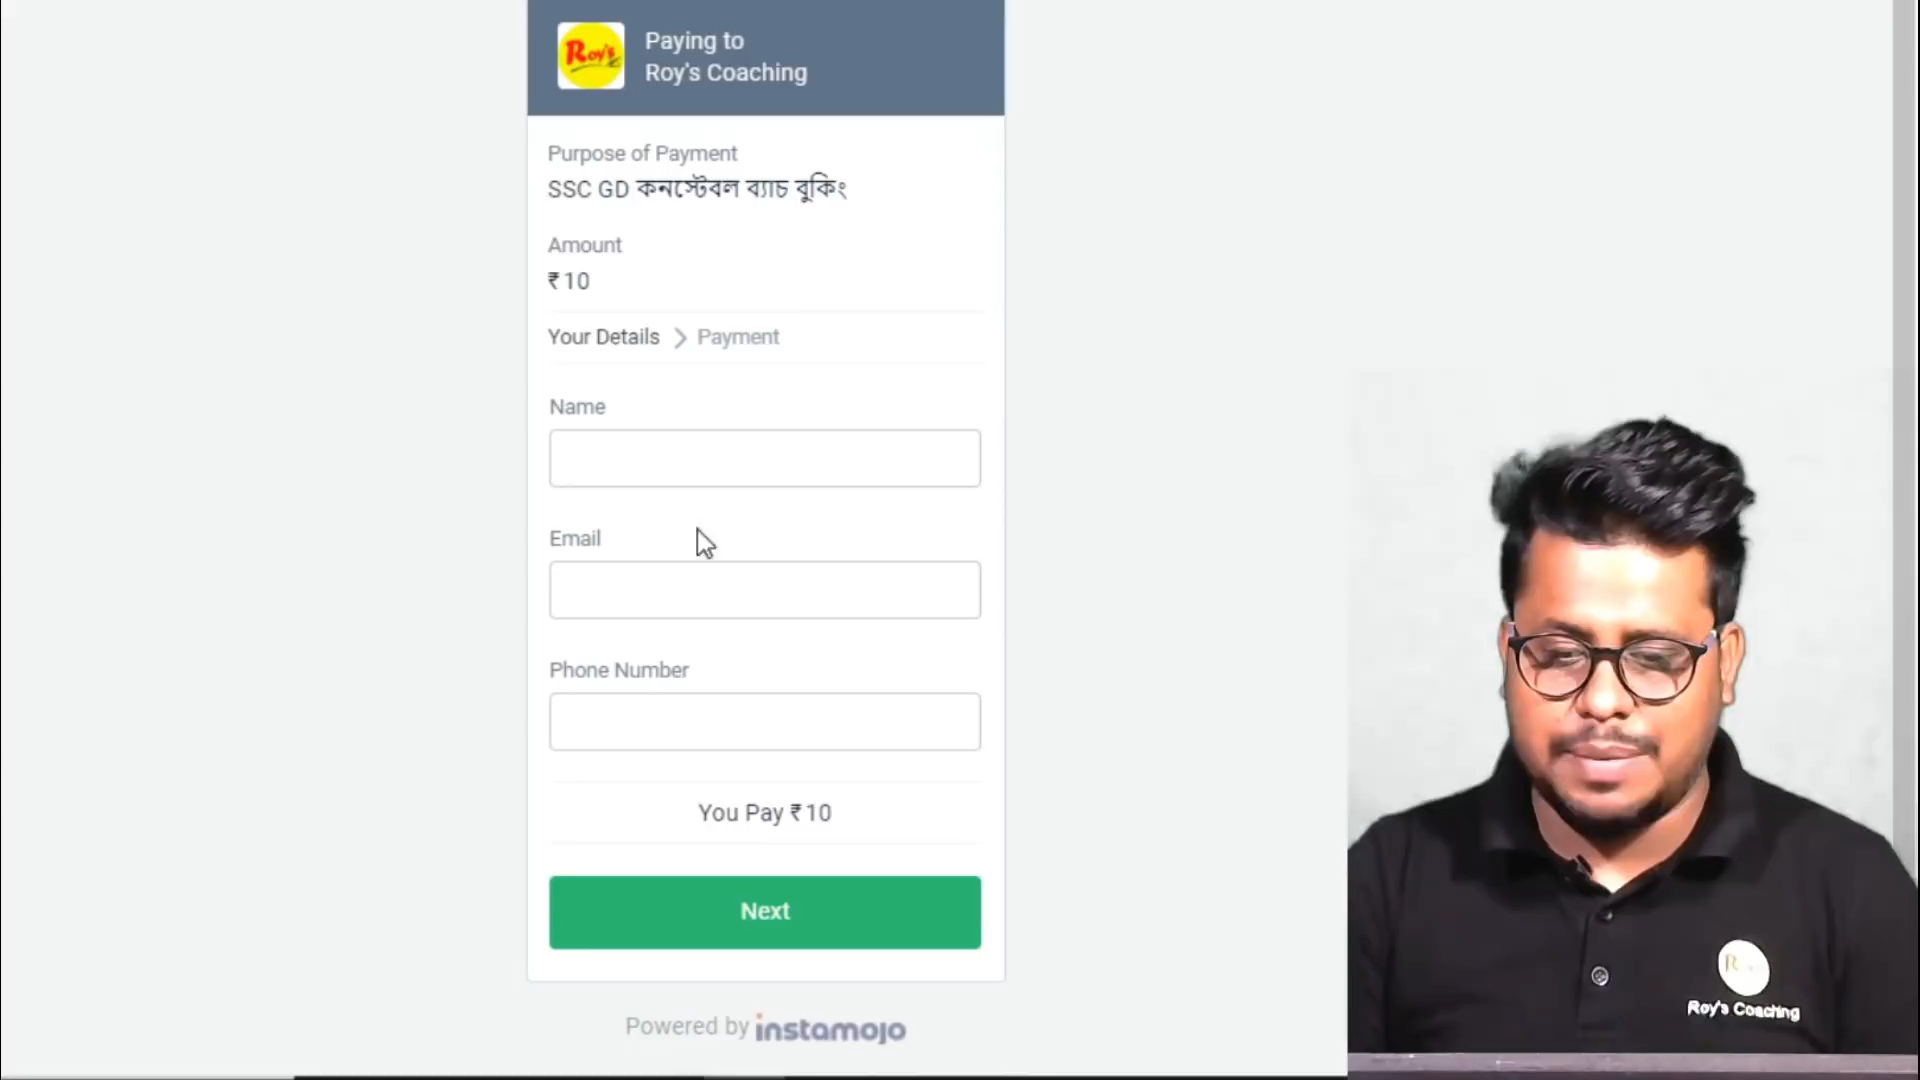 Roy's
Paying to
Roy's Coaching
Purpose of Payment
SSC GD কনস্টেবল ব্যাচ বুকিং
Amount
₹10
Your Details
Payment
Name
Email
Phone Number
You Pay ₹10
Next
Powered by instamojo
Roy's Coaching